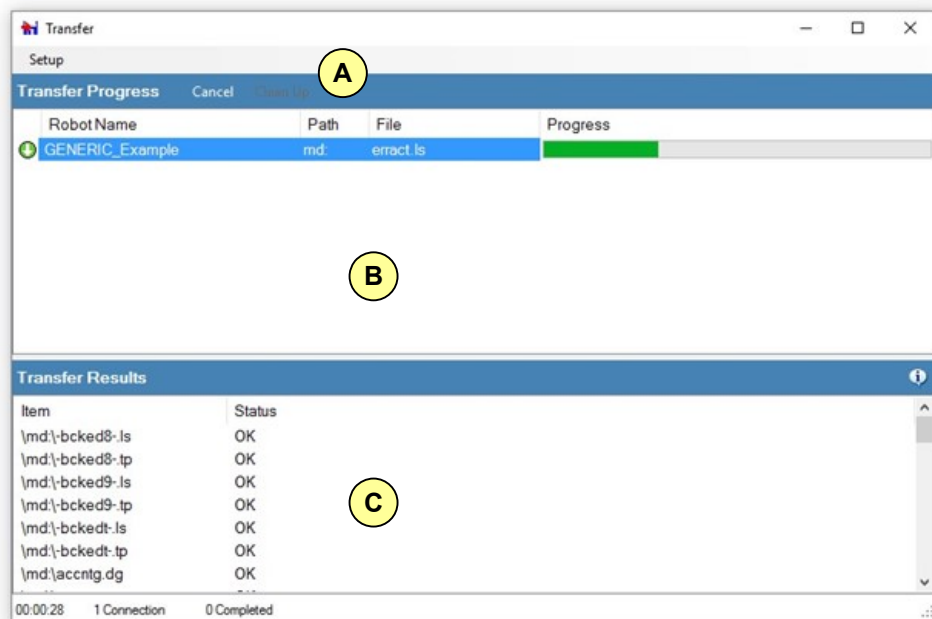 Transfer
Setup
A
Transfer Progress Cancel Clean Up
Robot Name Path File Progress
GENERIC_Example md: erract.ls
B
Transfer Results
Item Status
\md:\-bcked8-.ls OK
\md:\-bcked8-.tp OK
\md:\-bcked9-.ls OK
\md:\-bcked9-.tp OK
C
\md:\-bckedt-.ls OK
\md:\-bckedt-.tp OK
\md:\accntg.dg OK
00:00:28 1 Connection 0 Completed